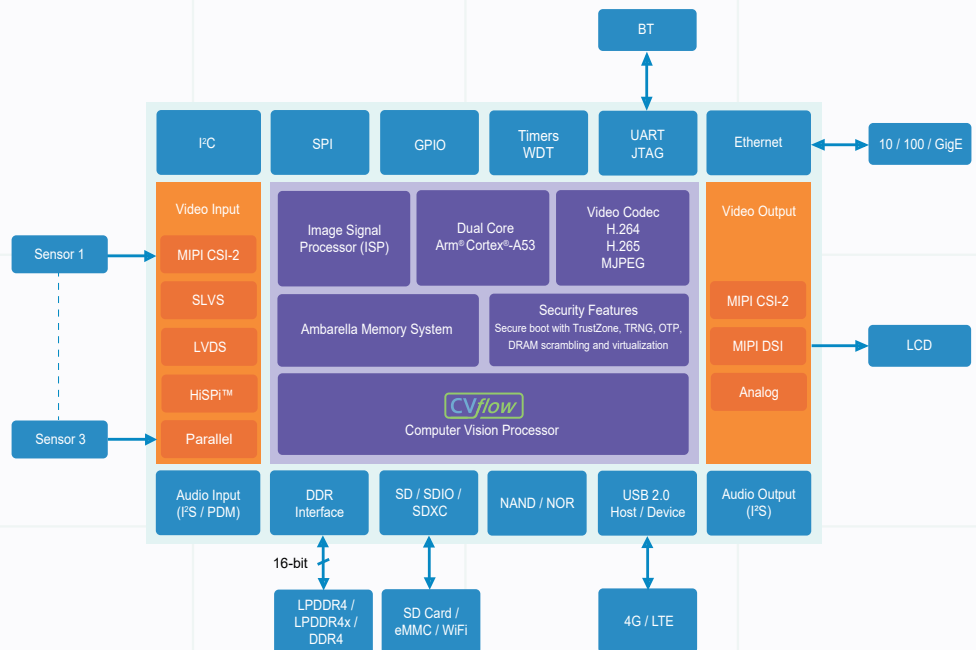 BT
I²C
SPI
GPIO
Timers
WDT
UART
JTAG
Ethernet
10 / 100 / GigE
Video Input
MIPI CSI-2
SLVS
LVDS
HiSPi™
Parallel
Sensor 1
Sensor 3
Image Signal
Processor (ISP)
Dual Core
Arm® Cortex®-A53
Video Codec
H.264
H.265
MJPEG
Ambarella Memory System
Security Features
Secure boot with TrustZone, TRNG, OTP,
DRAM scrambling and virtualization
CVflow
Computer Vision Processor
Video Output
MIPI CSI-2
MIPI DSI
Analog
LCD
Audio Input
(I²S / PDM)
DDR
Interface
SD / SDIO /
SDXC
NAND / NOR
USB 2.0
Host / Device
Audio Output
(I²S)
16-bit
LPDDR4 /
LPDDR4x /
DDR4
SD Card /
eMMC / WiFi
4G / LTE